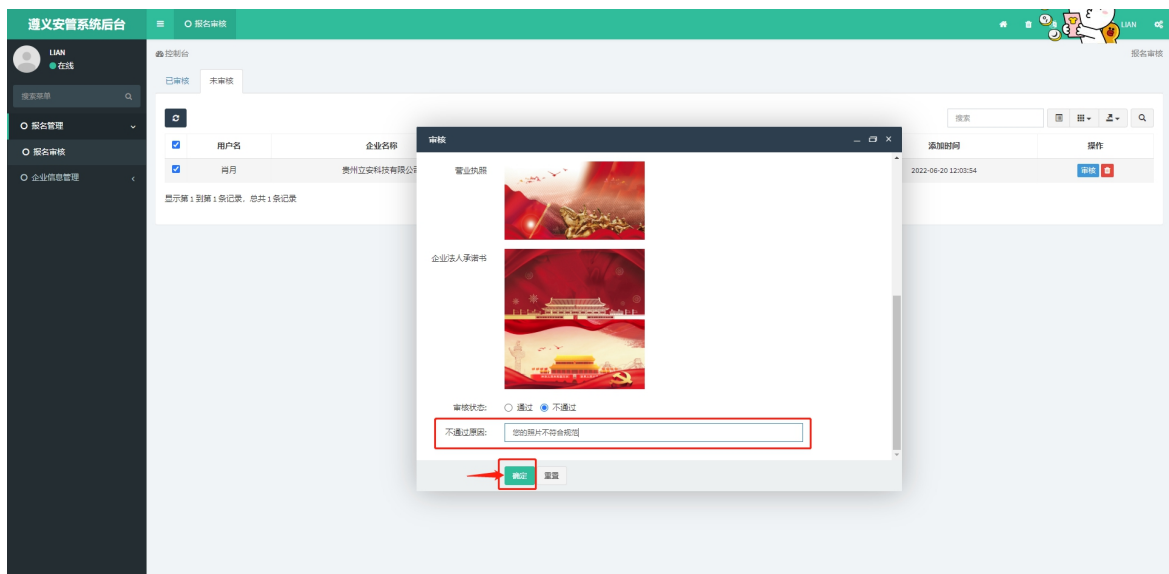 遵义安管系统后台
报名审核
LIAN
LIAN
在线
控制台
报名审核
已审核 未审核
搜索菜单
报名管理
报名审核
企业信息管理
搜索
用户名 企业名称 添加时间 操作
肖月 贵州立安科技有限公司 2022-06-20 12:03:54 审核
显示第 1 到第 1 条记录，总共 1 条记录
审核
营业执照
企业法人承诺书
审核状态: 通过 不通过
不通过原因: 您的照片不符合规范
确定 重置